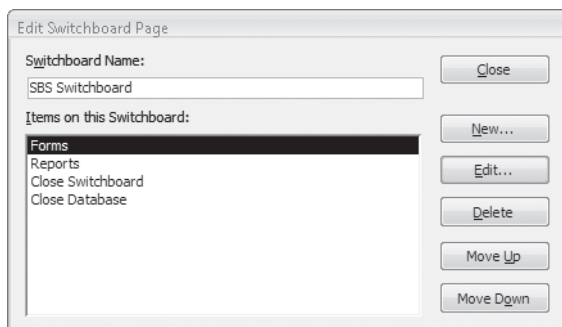 Edit Switchboard Page
Switchboard Name:
SBS Switchboard
Items on this Switchboard:
Forms
Reports
Close Switchboard
Close Database
Close
New...
Edit...
Delete
Move Up
Move Down